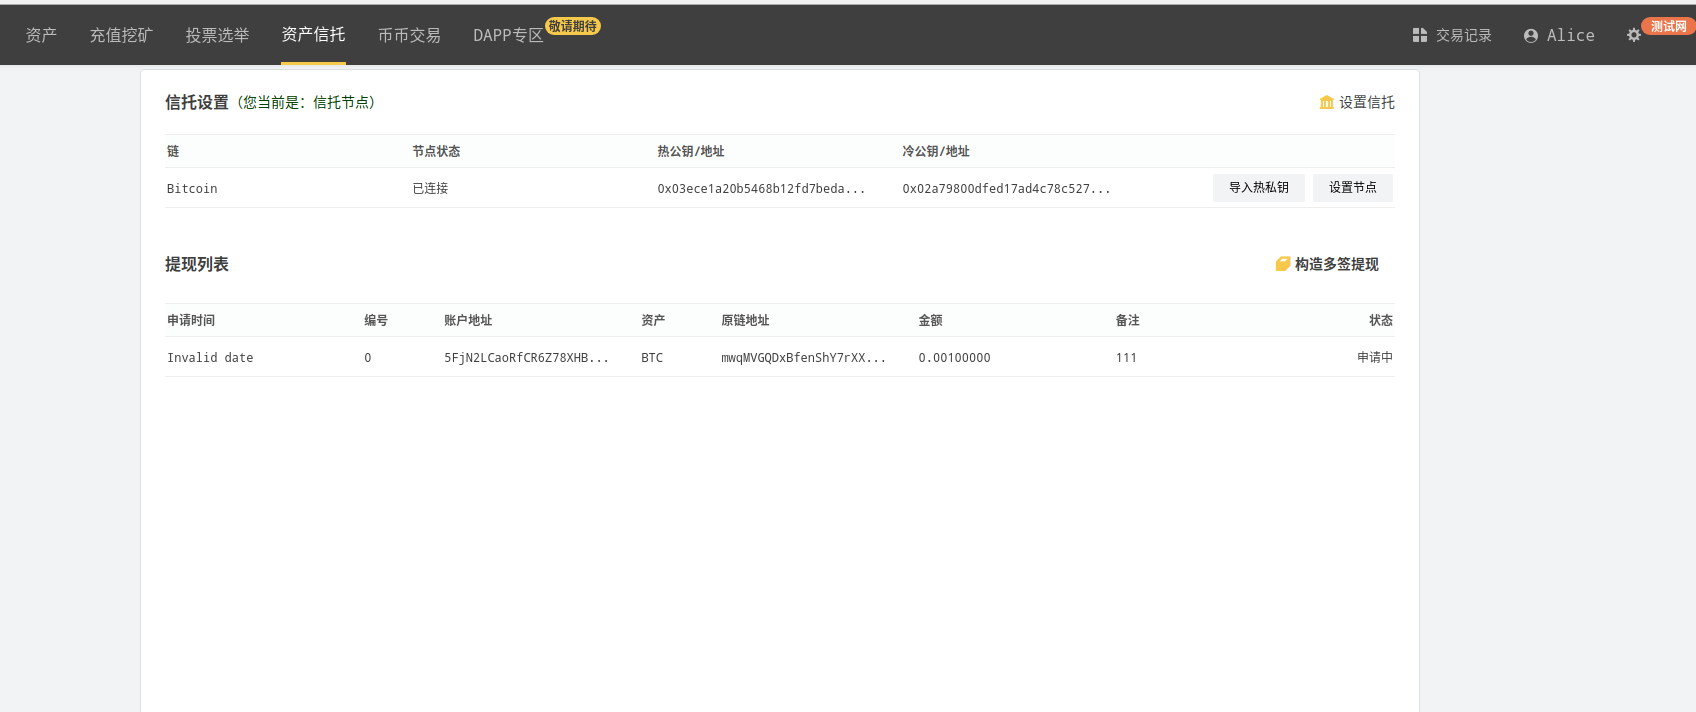 资产 充值挖矿 投票选举 资产信托 币币交易 DAPP专区 敬请期待 交易记录 Alice 测试网
信托设置（您当前是：信托节点） 设置信托
链 节点状态 热公钥/地址 冷公钥/地址
Bitcoin 已连接 0x03ece1a20b5468b12fd7beda... 0x02a79800dfed17ad4c78c527... 导入热私钥 设置节点
提现列表 构造多签提现
申请时间 编号 账户地址 资产 原链地址 金额 备注 状态
Invalid date 0 5FjN2LCaoRfCR6Z78XHB... BTC mwqMVGQDxBfenShY7rXX... 0.00100000 111 申请中